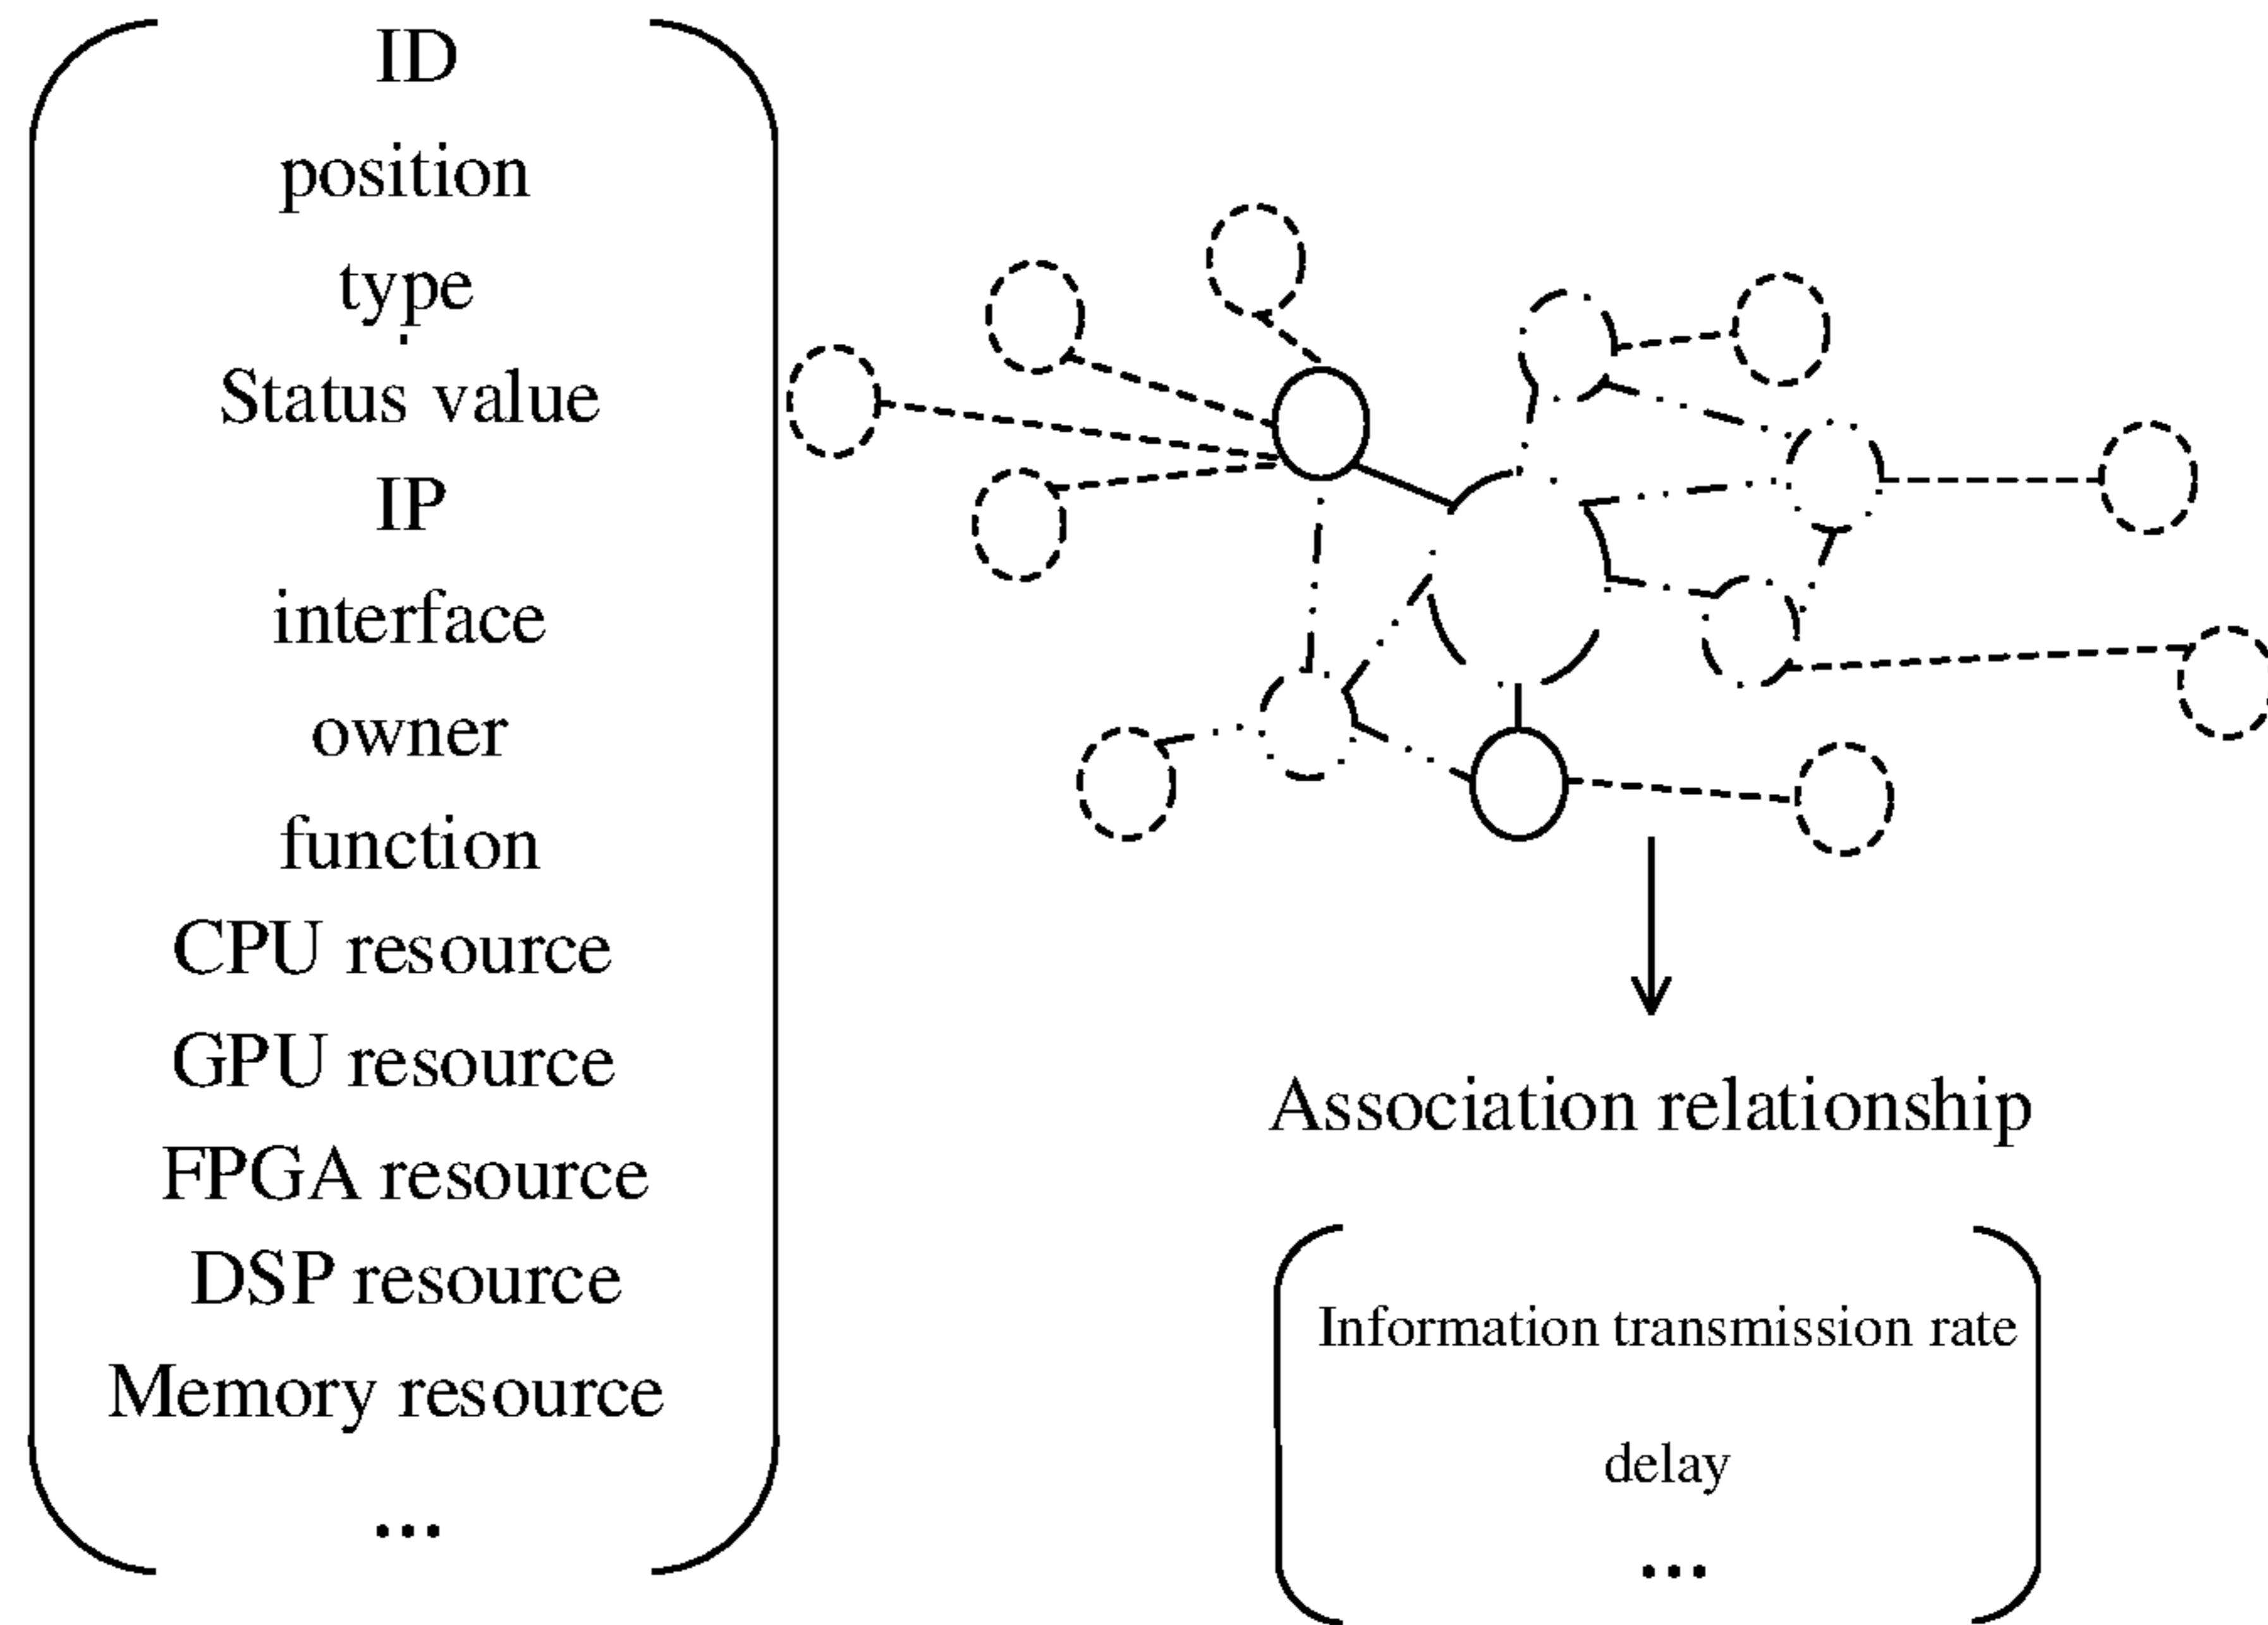 ID
position
type
Status value
IP
interface
owner
function
CPU resource
GPU resource
FPGA resource
DSP resource
Memory resource
...
Association relationship
Information transmission rate
delay
...